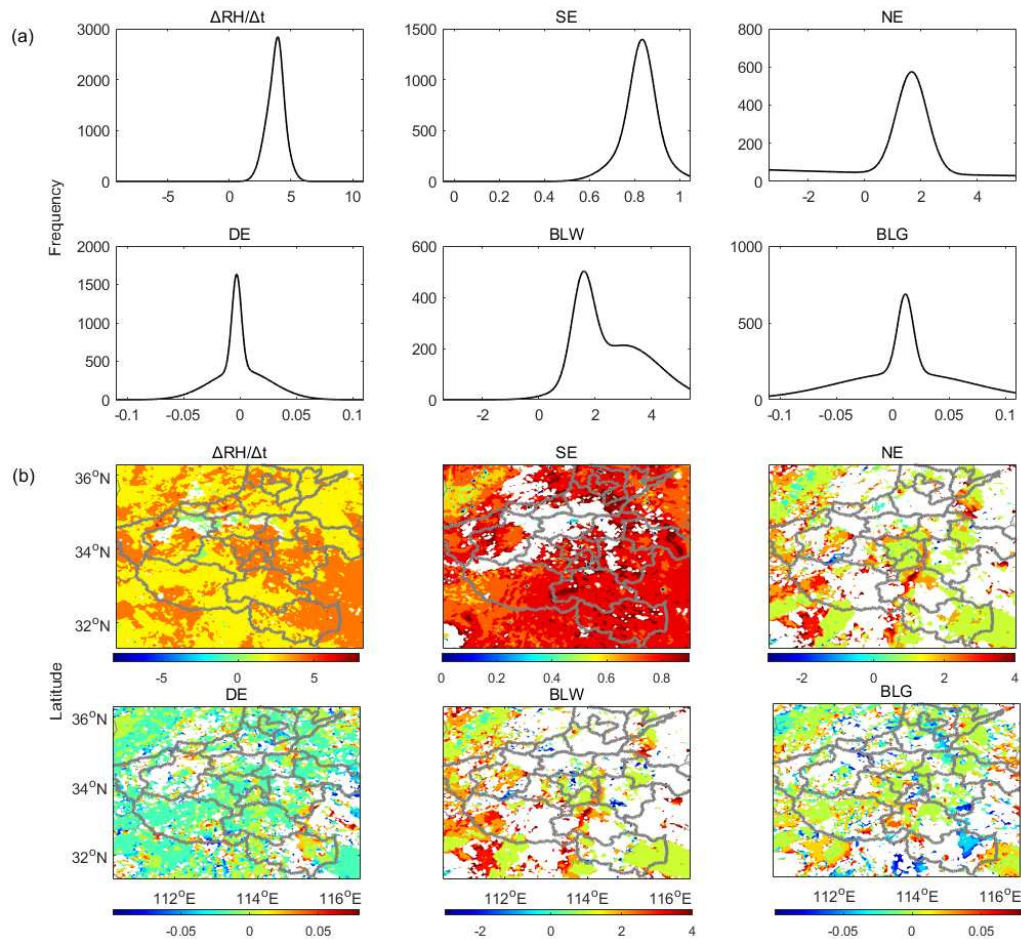 (a)
ΔRH/Δt
SE
NE
3000
2000
1000
0
-5 0 5 10
1500
1000
500
0
0 0.2 0.4 0.6 0.8 1
800
600
400
200
0
-2 0 2 4
Frequency
DE
BLW
BLG
2000
1500
1000
500
0
-0.1 -0.05 0 0.05 0.1
600
400
200
0
-2 0 2 4
1000
500
0
-0.1 -0.05 0 0.05 0.1
(b)
ΔRH/Δt
SE
NE
36°N
34°N
32°N
-5 0 5
0 0.2 0.4 0.6 0.8
-2 0 2 4
Latitude
DE
BLW
BLG
36°N
34°N
32°N
112°E 114°E 116°E
112°E 114°E 116°E
112°E 114°E 116°E
-0.05 0 0.05
-2 0 2 4
-0.05 0 0.05